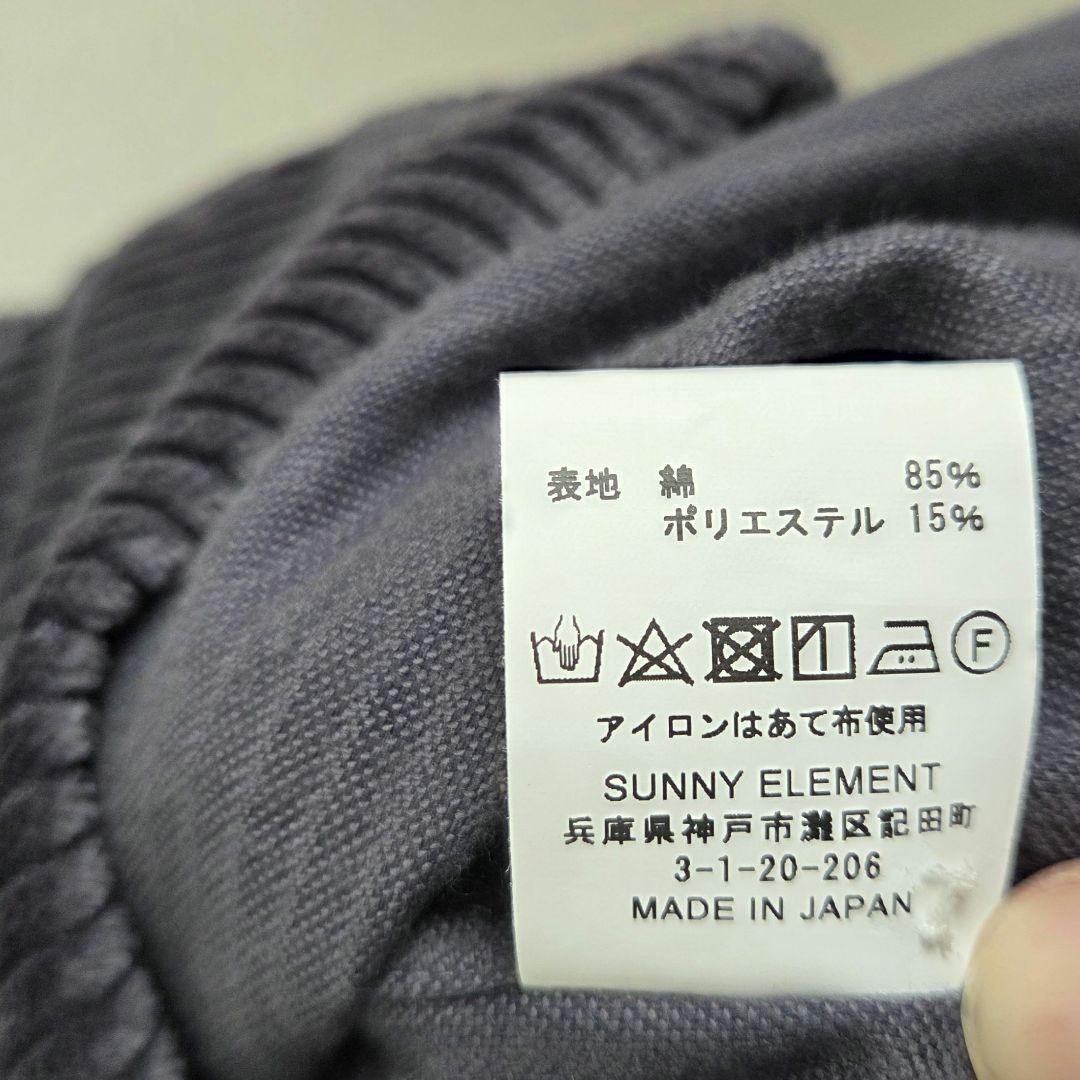 表地 綿 85%
ポリエステル 15%
F
アイロンはあて布使用
SUNNY ELEMENT
兵庫県神戸市灘区記田町
3-1-20-206
MADE IN JAPAN